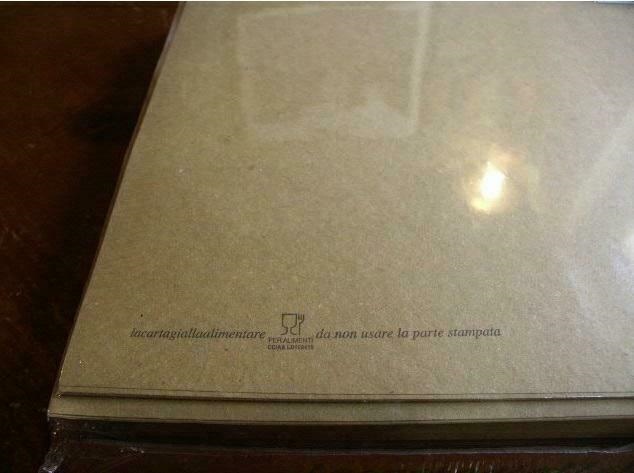 lacartagiallaalimentare
PER ALIMENTI
da non usare la parte stampata